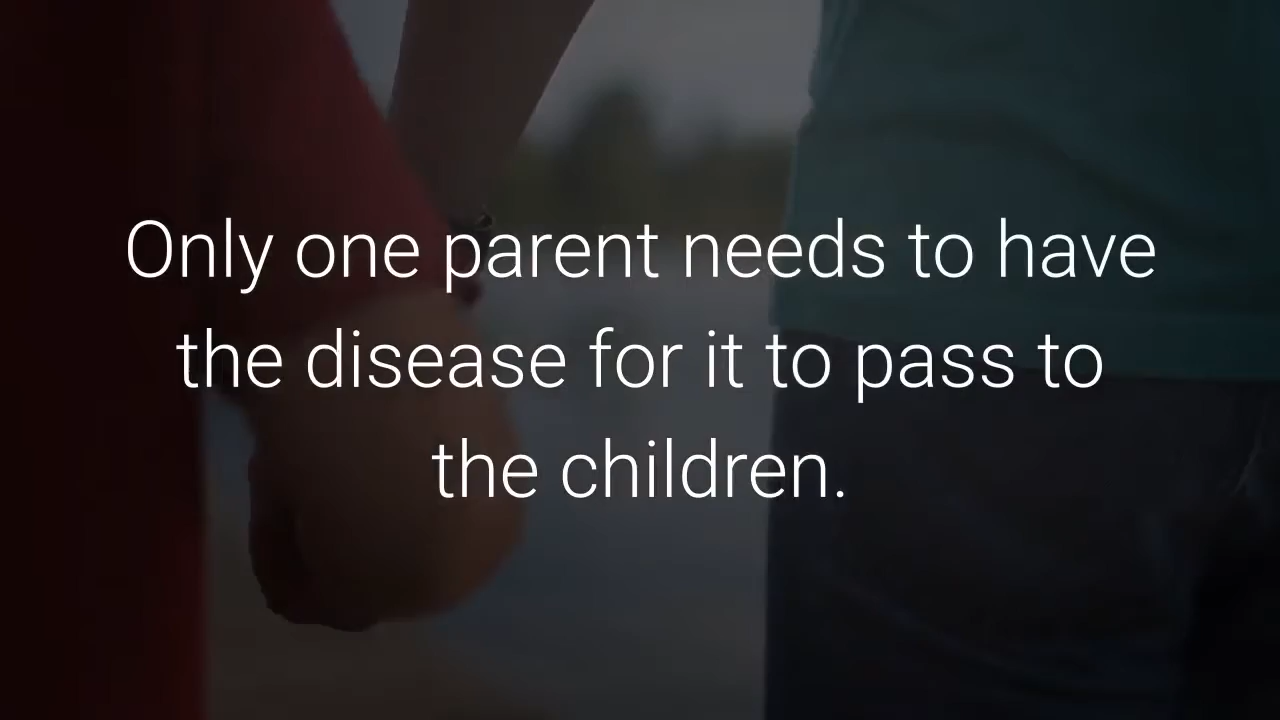 Only one parent needs to have
the disease for it to pass to
the children.